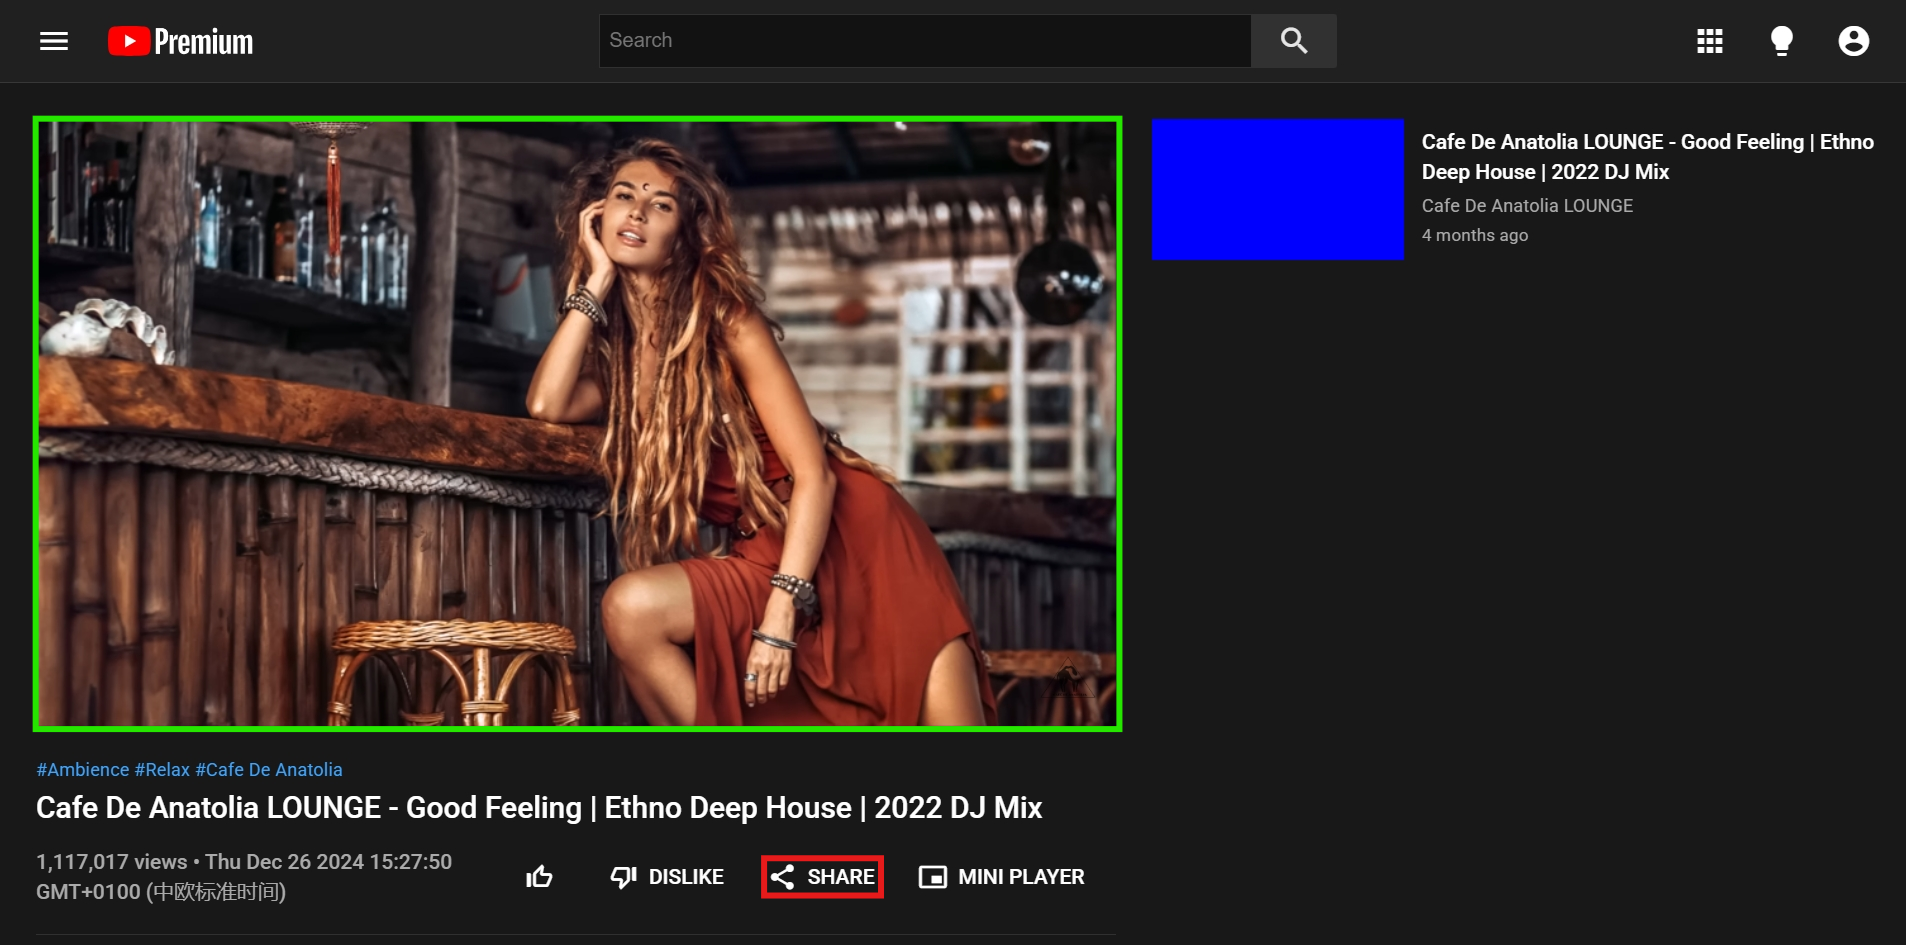 Premium
Search
Cafe De Anatolia LOUNGE - Good Feeling | Ethno
Deep House | 2022 DJ Mix
Cafe De Anatolia LOUNGE
4 months ago
#Ambience #Relax #Cafe De Anatolia
Cafe De Anatolia LOUNGE - Good Feeling | Ethno Deep House | 2022 DJ Mix
1,117,017 views • Thu Dec 26 2024 15:27:50
GMT+0100 (中欧标准时间)
DISLIKE
SHARE
MINI PLAYER